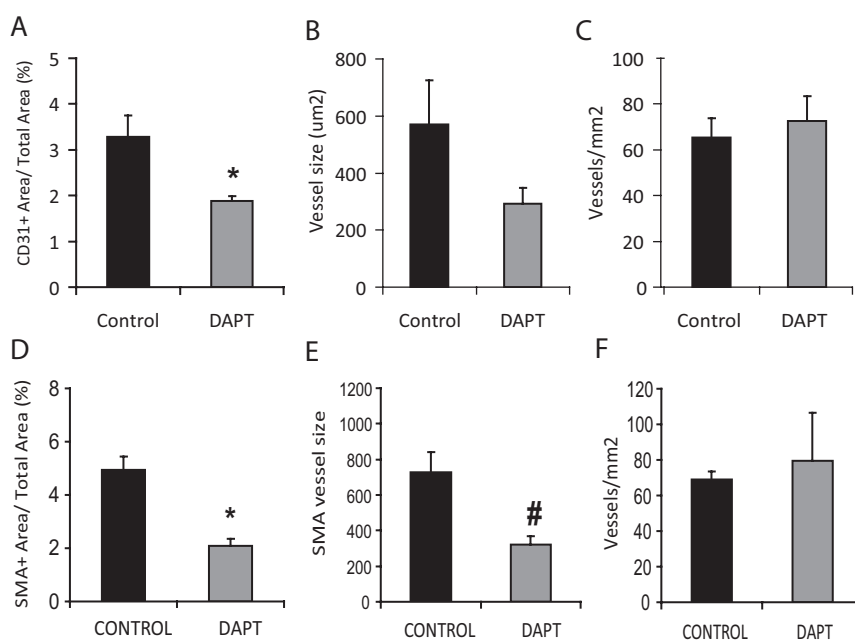 A
CD31+ Area/ Total Area (%)
5
4
3
2
1
0
*
Control
DAPT
B
Vessel size (um2)
800
600
400
200
0
Control
DAPT
C
Vessels/mm2
100
80
60
40
20
0
Control
DAPT
D
SMA+ Area/ Total Area (%)
8
6
4
2
0
*
CONTROL
DAPT
E
SMA vessel size
1200
1000
800
600
400
200
0
#
CONTROL
DAPT
F
Vessels/mm2
120
100
80
60
40
20
0
CONTROL
DAPT